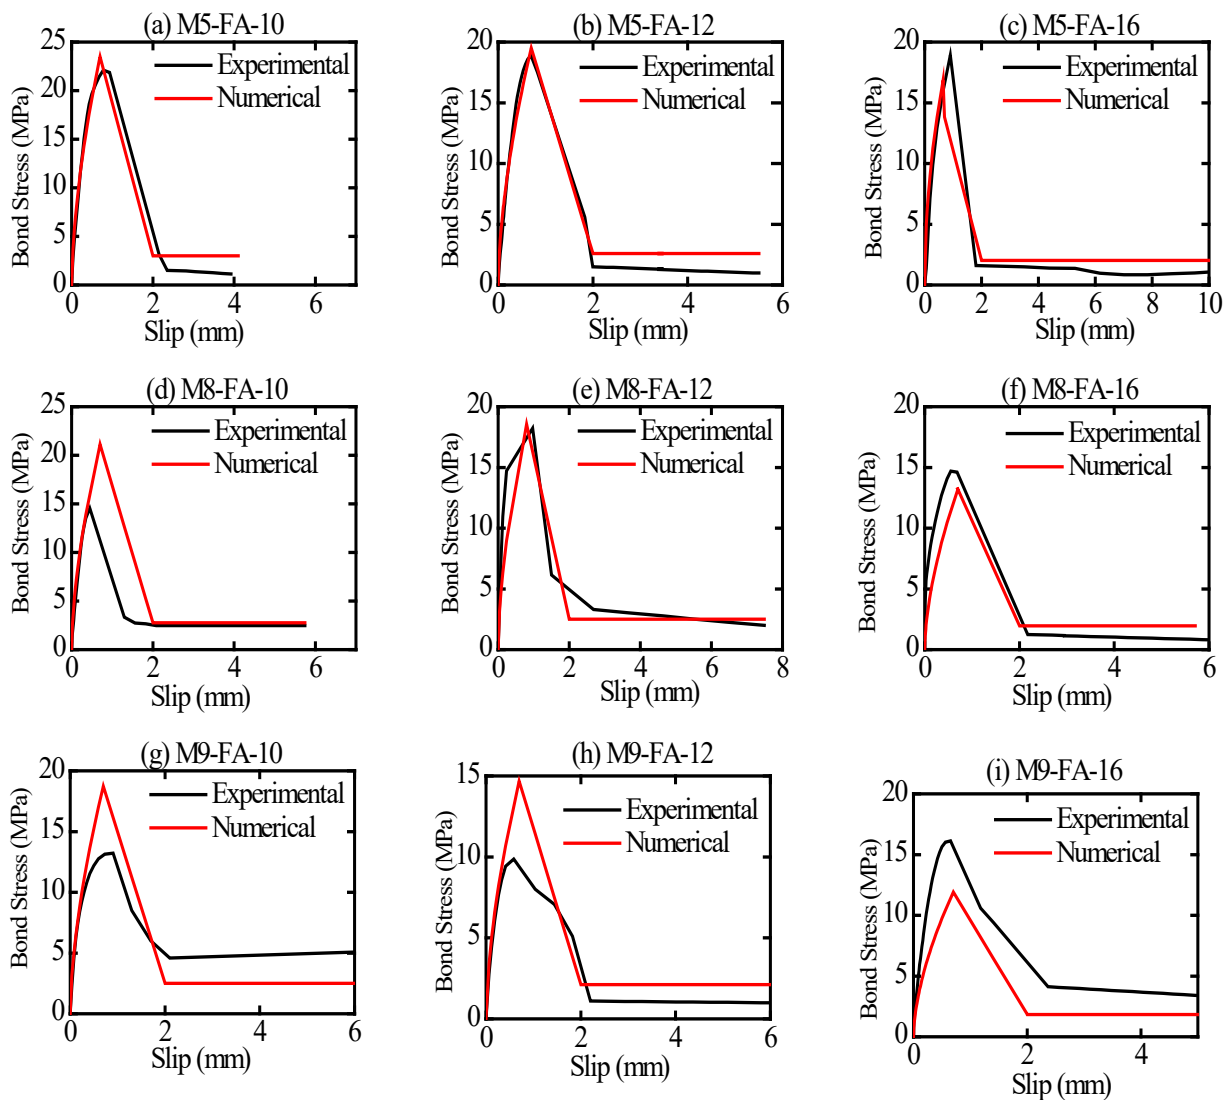 (a) M5-FA-10
Bond Stress (MPa)
25
20
15
10
5
0
Experimental
Numerical
0 2 4 6
Slip (mm)
(b) M5-FA-12
Bond Stress (MPa)
20
15
10
5
0
Experimental
Numerical
0 2 4 6
Slip (mm)
(c) M5-FA-16
Bond Stress (MPa)
20
15
10
5
0
Experimental
Numerical
0 2 4 6 8 10
Slip (mm)
(d) M8-FA-10
Bond Stress (MPa)
25
20
15
10
5
0
Experimental
Numerical
0 2 4 6
Slip (mm)
(e) M8-FA-12
Bond Stress (MPa)
20
15
10
5
0
Experimental
Numerical
0 2 4 6 8
Slip (mm)
(f) M8-FA-16
Bond Stress (MPa)
20
15
10
5
0
Experimental
Numerical
0 2 4 6
Slip (mm)
(g) M9-FA-10
Bond Stress (MPa)
20
15
10
5
0
Experimental
Numerical
0 2 4 6
Slip (mm)
(h) M9-FA-12
Bond Stress (MPa)
15
10
5
0
Experimental
Numerical
0 2 4 6
Slip (mm)
(i) M9-FA-16
Bond Stress (MPa)
20
15
10
5
0
Experimental
Numerical
0 2 4
Slip (mm)